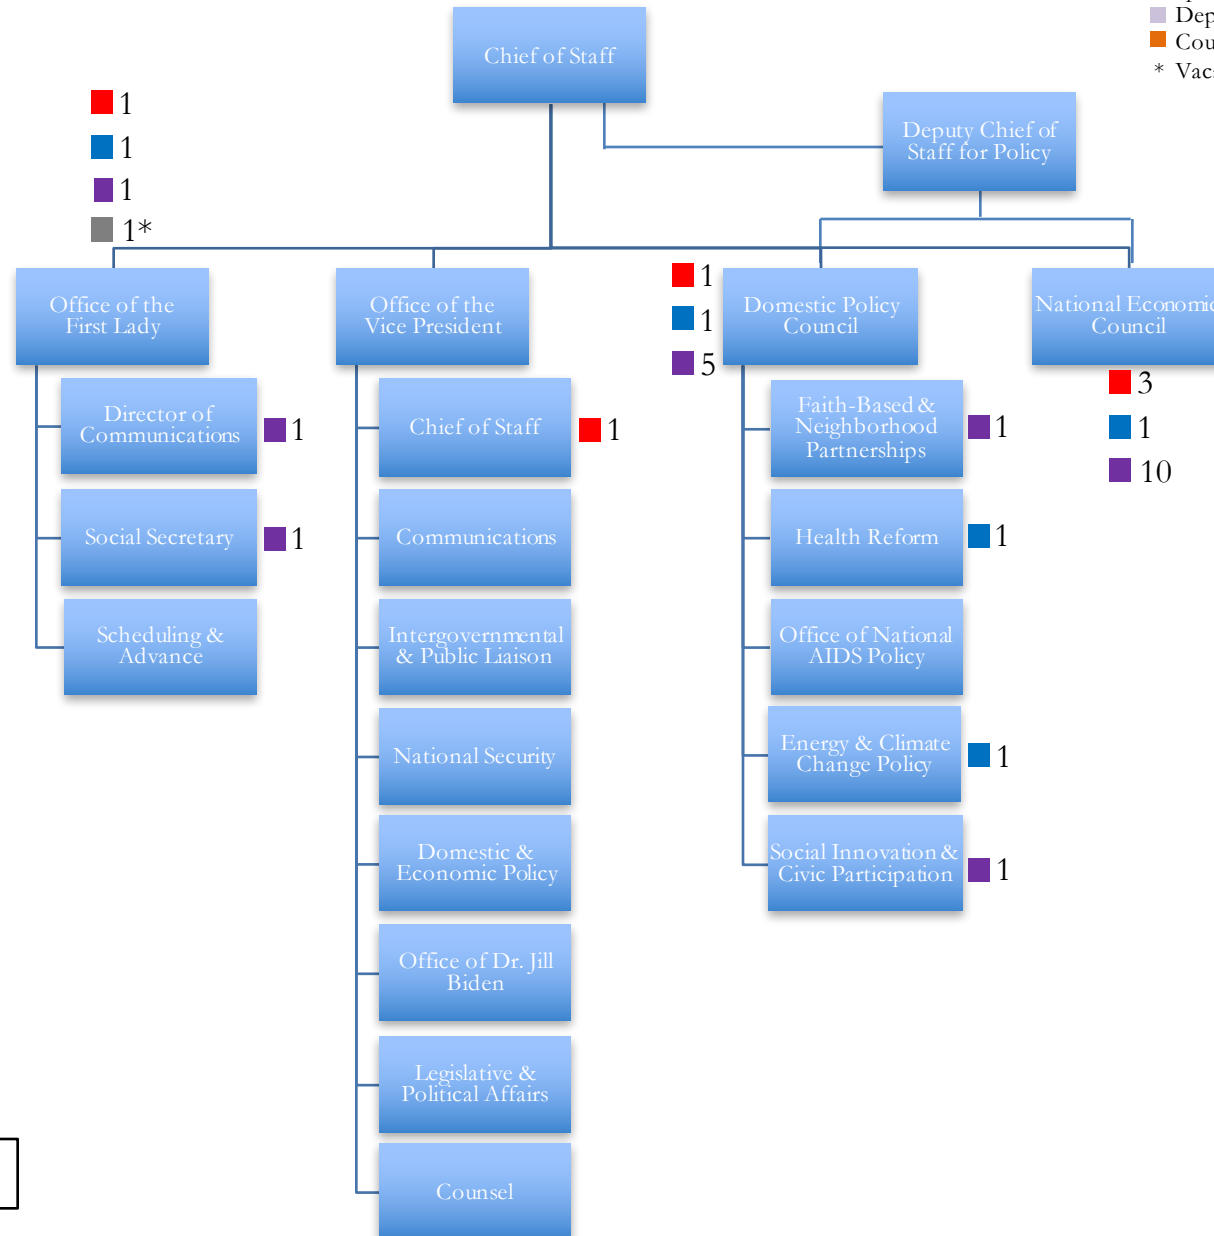 Chief of Staff
Deputy Chief of
Staff for Policy
* 
1
1
1
1*
Office of the
First Lady
Office of the
Vice President
1
1
5
Domestic Policy
Council
National Economic
Council
3
1
10
Director of
Communications
1
Social Secretary
1
Scheduling &
Advance
Chief of Staff
1
Communications
Intergovernmental
& Public Liaison
National Security
Domestic &
Economic Policy
Office of Dr. Jill
Biden
Legislative &
Political Affairs
Counsel
Faith-Based &
Neighborhood
Partnerships
1
Health Reform
1
Office of National
AIDS Policy
Energy & Climate
Change Policy
1
Social Innovation &
Civic Participation
1